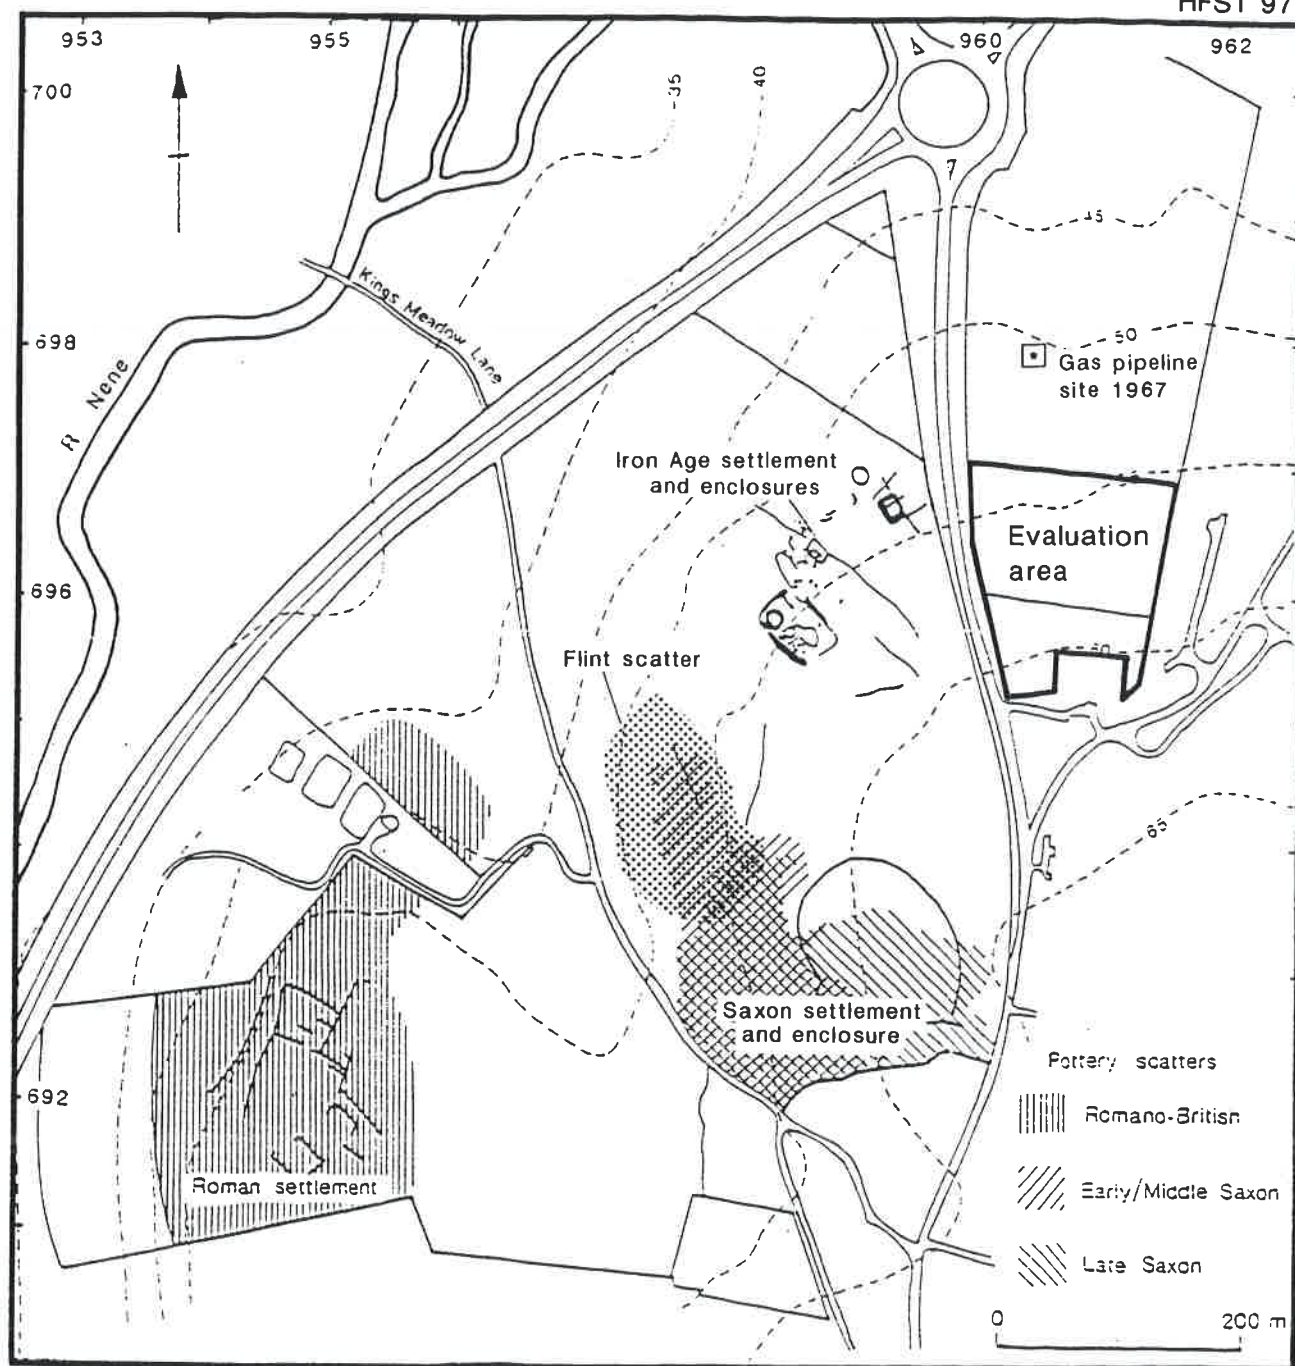 HFST 97
953
955
960
962
700
35
40
45
Kings Meadow Lane
698
R Nene
50
Gas pipeline
site 1967
Iron Age settlement
and enclosures
Evaluation
area
696
Flint scatter
65
Saxon settlement
and enclosure
Pottery scatters
692
Romano-British
Roman settlement
Early/Middle Saxon
Late Saxon
0
200 m